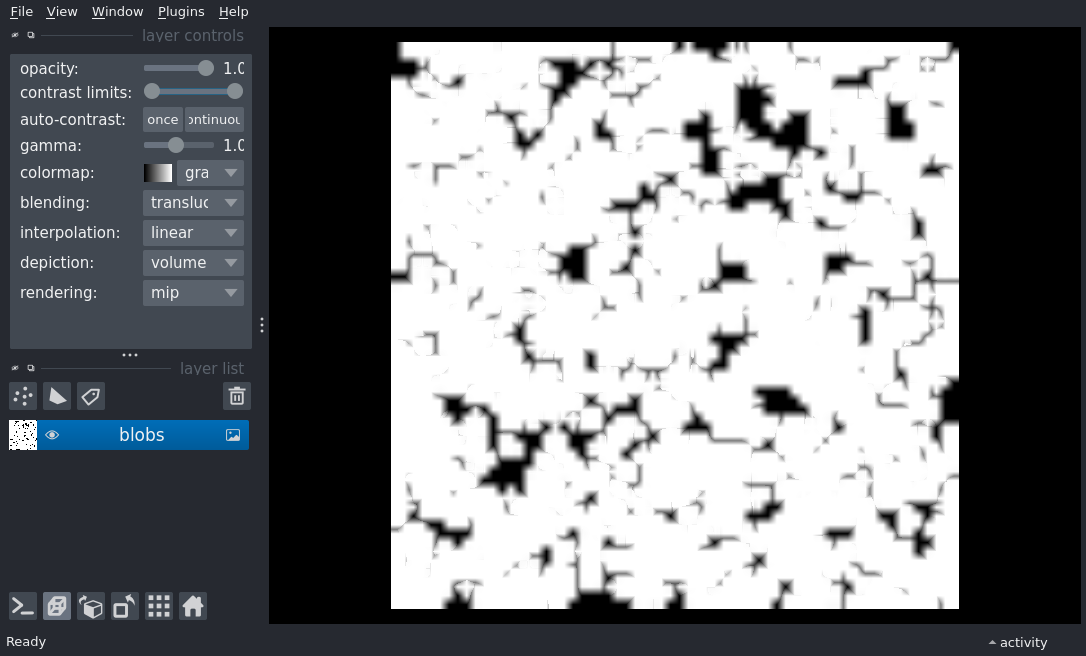 File View Window Plugins Help
layer controls
opacity: 1.0
contrast limits:
auto-contrast: once ontinuou
gamma: 1.0
colormap: gra
blending: transluc
interpolation: linear
depiction: volume
rendering: mip
layer list
blobs
Ready
activity